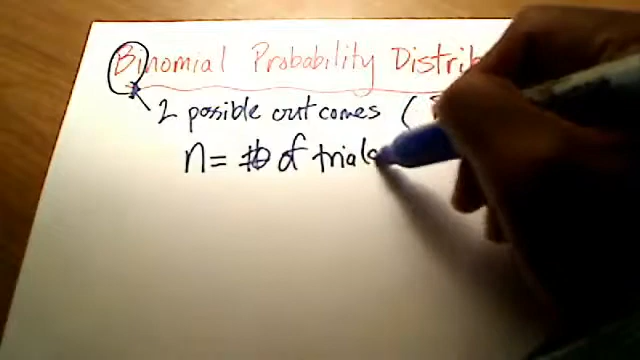 Binomial Probability Distrib
2 possible outcomes (
n = # of trials